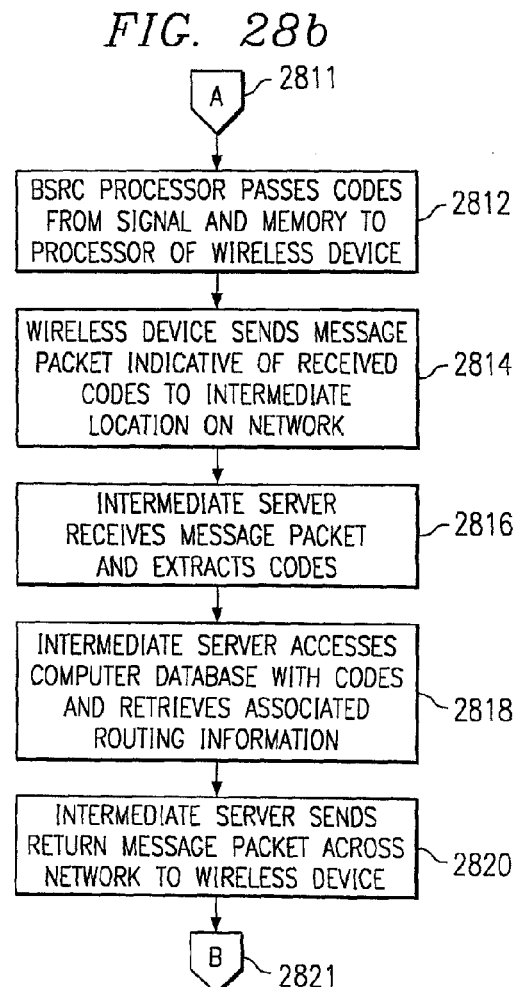 FIG. 28b
A
2811
BSRC PROCESSOR PASSES CODES
FROM SIGNAL AND MEMORY TO
PROCESSOR OF WIRELESS DEVICE
2812
WIRELESS DEVICE SENDS MESSAGE
PACKET INDICATIVE OF RECEIVED
CODES TO INTERMEDIATE
LOCATION ON NETWORK
2814
INTERMEDIATE SERVER
RECEIVES MESSAGE PACKET
AND EXTRACTS CODES
2816
INTERMEDIATE SERVER ACCESSES
COMPUTER DATABASE WITH CODES
AND RETRIEVES ASSOCIATED
ROUTING INFORMATION
2818
INTERMEDIATE SERVER SENDS
RETURN MESSAGE PACKET ACROSS
NETWORK TO WIRELESS DEVICE
2820
B
2821